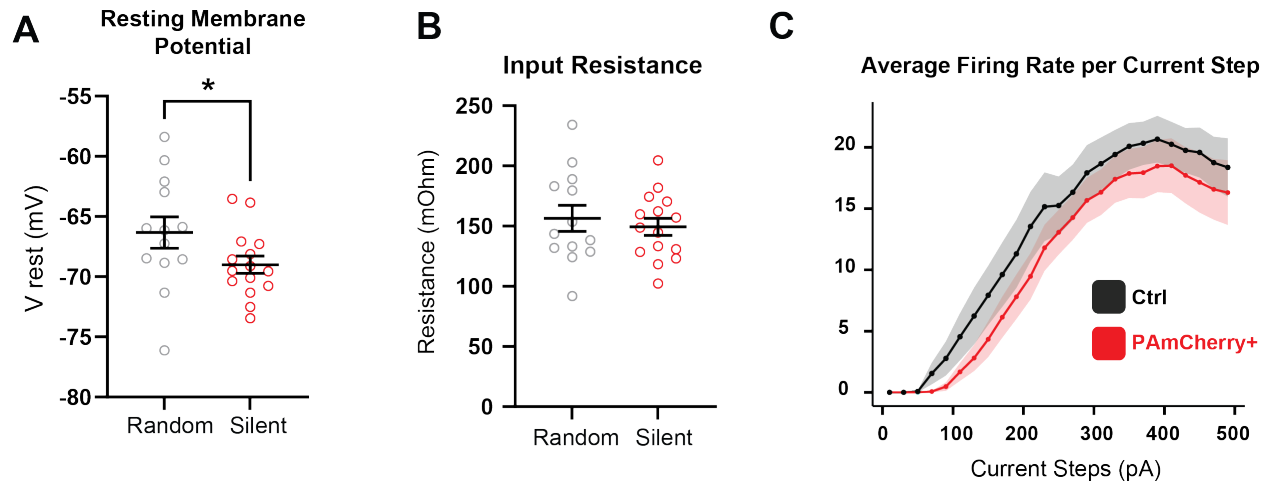 A
Resting Membrane
Potential
*
V rest (mV)
-55
-60
-65
-70
-75
-80
Random
Silent
B
Input Resistance
Resistance (mOhm)
250
200
150
100
50
0
Random
Silent
C
Average Firing Rate per Current Step
20
15
10
5
0
Ctrl
PAmCherry+
0 100 200 300 400 500
Current Steps (pA)